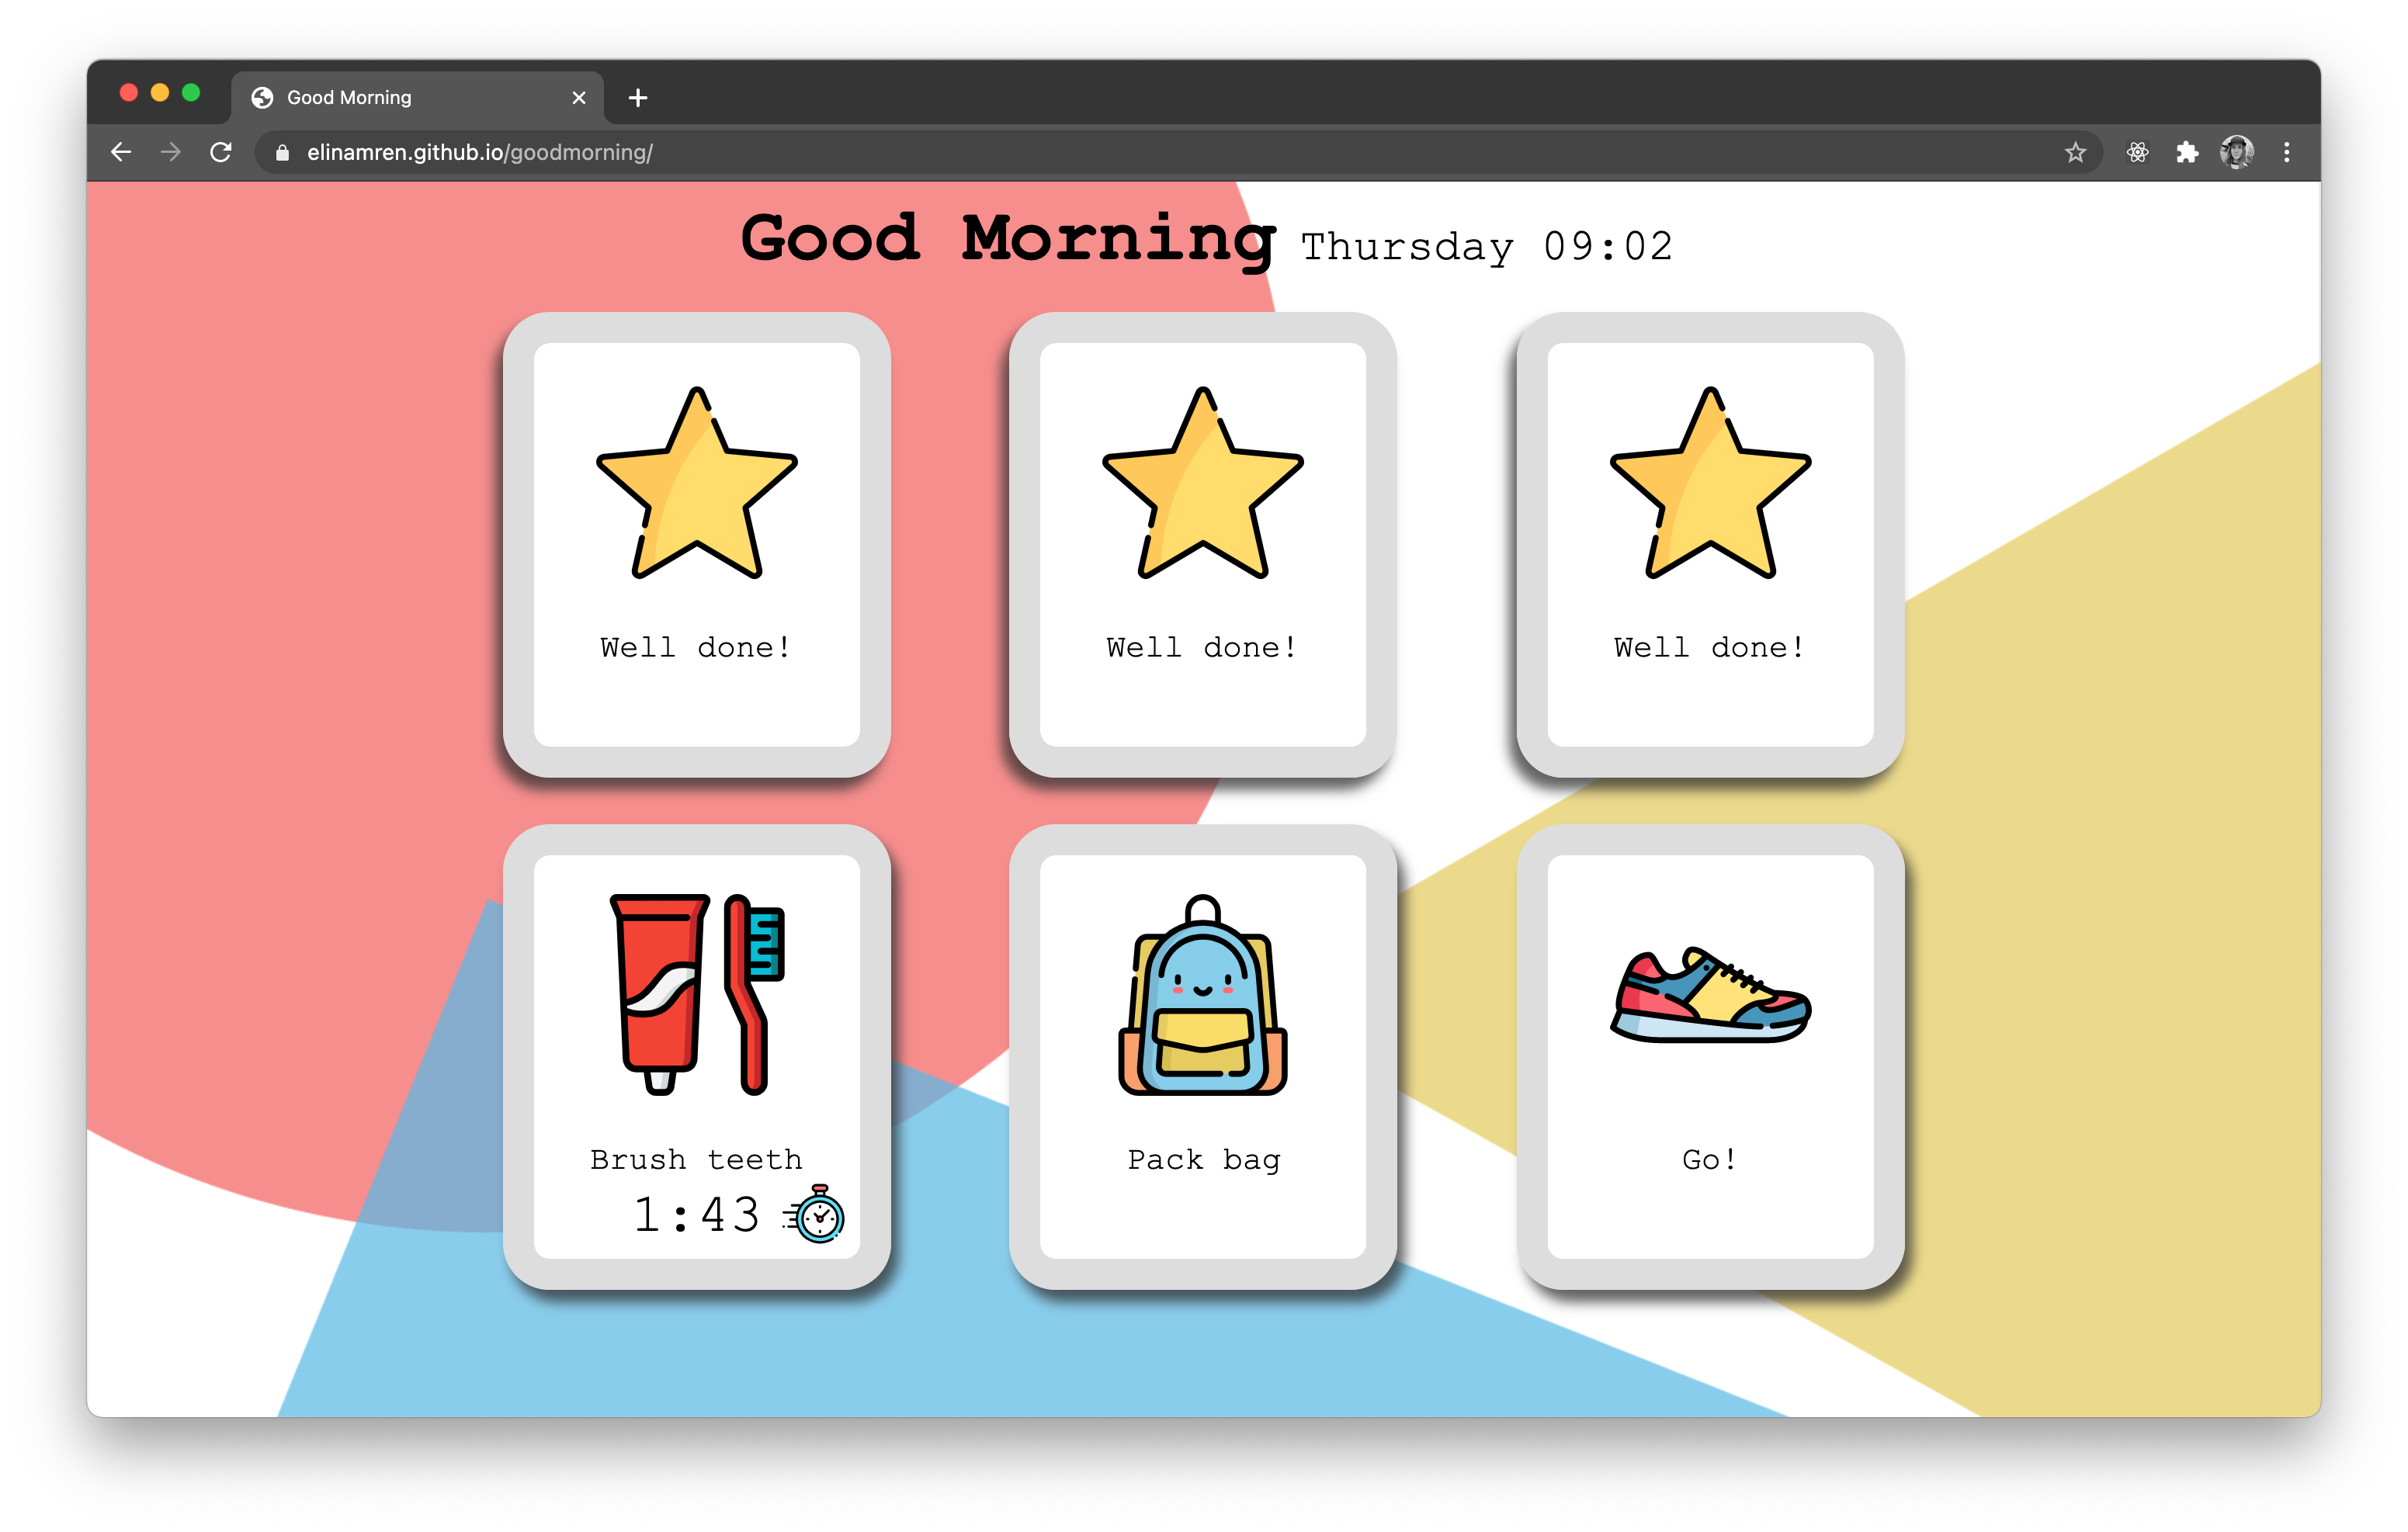 Good Morning
elinamren.github.io/goodmorning/
Good Morning Thursday 09:02
Well done! Well done! Well done!
Brush teeth Pack bag Go!
1:43